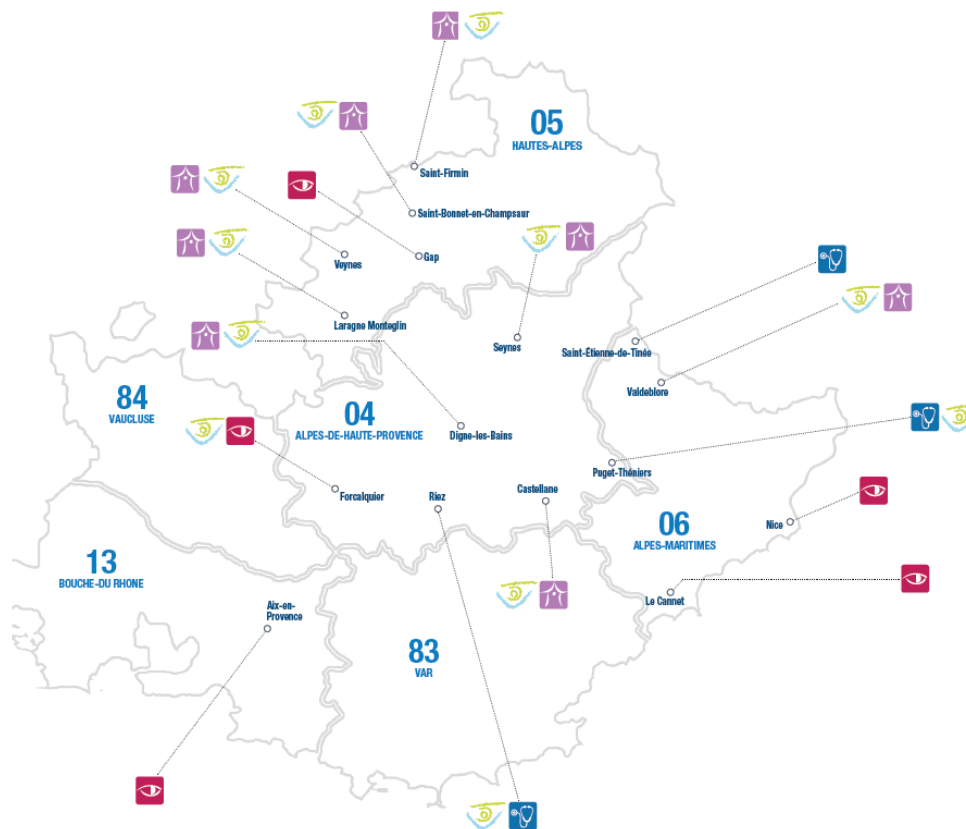 05
HAUTES-ALPES
Saint-Firmin
Saint-Bonnet-en-Champsaur
Veynes
Gap
Laragne Monteglin
Seynes
Saint-Étienne-de-Tinée
Valdeblore
84
VAUCLUSE
04
ALPES-DE-HAUTE-PROVENCE
Digne-les-Bains
Puget-Théniers
Forcalquier
Riez
Castellane
06
ALPES-MARITIMES
Nice
13
BOUCHE-DU RHONE
Le Cannet
Aix-en-
Provence
83
VAR